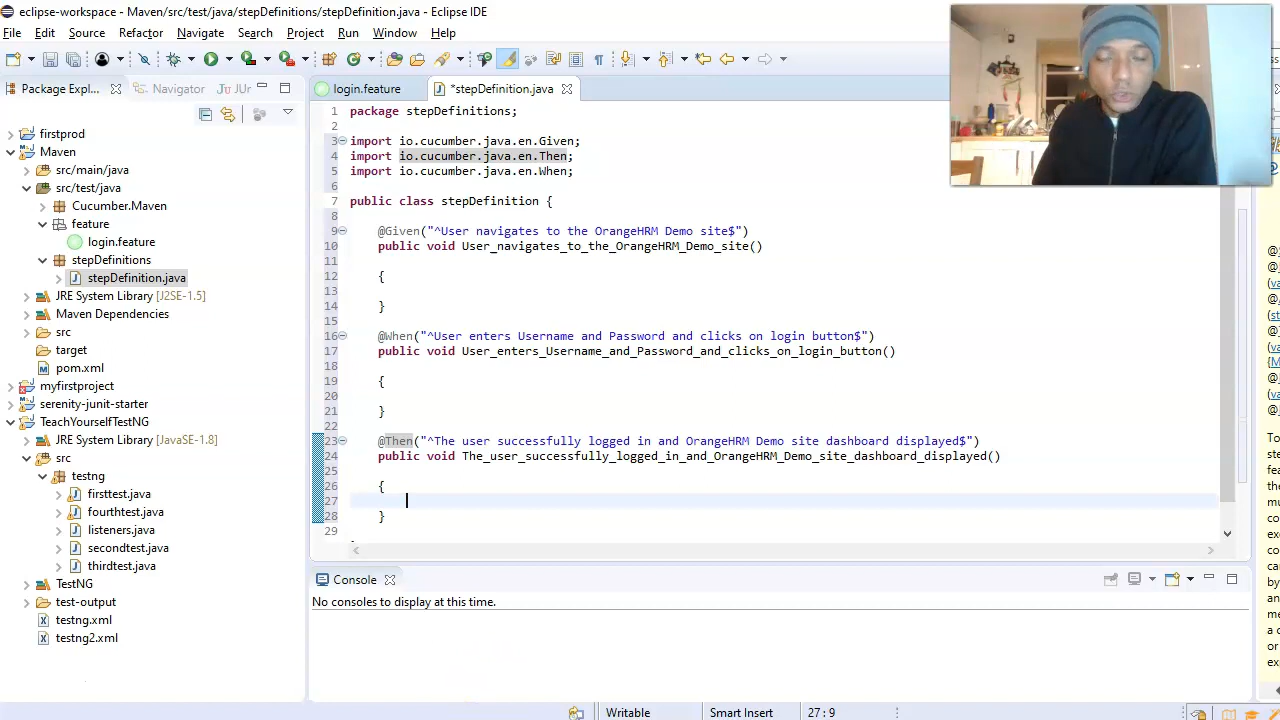 eclipse-workspace - Maven/src/test/java/stepDefinitions/stepDefinition.java - Eclipse IDE
File Edit Source Refactor Navigate Search Project Run Window Help
Package Expl... Navigator JUr
login.feature *stepDefinition.java
firstprod
Maven
src/main/java
src/test/java
Cucumber.Maven
feature
login.feature
stepDefinitions
stepDefinition.java
JRE System Library [J2SE-1.5]
Maven Dependencies
src
target
pom.xml
myfirstproject
serenity-junit-starter
TeachYourselfTestNG
JRE System Library [JavaSE-1.8]
src
testng
firsttest.java
fourthtest.java
listeners.java
secondtest.java
thirdtest.java
TestNG
test-output
testng.xml
testng2.xml
1 package stepDefinitions;
2
3 import io.cucumber.java.en.Given;
4 import io.cucumber.java.en.Then;
5 import io.cucumber.java.en.When;
6
7 public class stepDefinition {
8
9 @Given("^User navigates to the OrangeHRM Demo site$")
10 public void User_navigates_to_the_OrangeHRM_Demo_site()
11
12 {
13
14 }
15
16 @When("^User enters Username and Password and clicks on login button$")
17 public void User_enters_Username_and_Password_and_clicks_on_login_button()
18
19 {
20
21 }
22
23 @Then("^The user successfully logged in and OrangeHRM Demo site dashboard displayed$")
24 public void The_user_successfully_logged_in_and_OrangeHRM_Demo_site_dashboard_displayed()
25
26 {
27
28 }
29
Console
No consoles to display at this time.
Writable Smart Insert 27 : 9